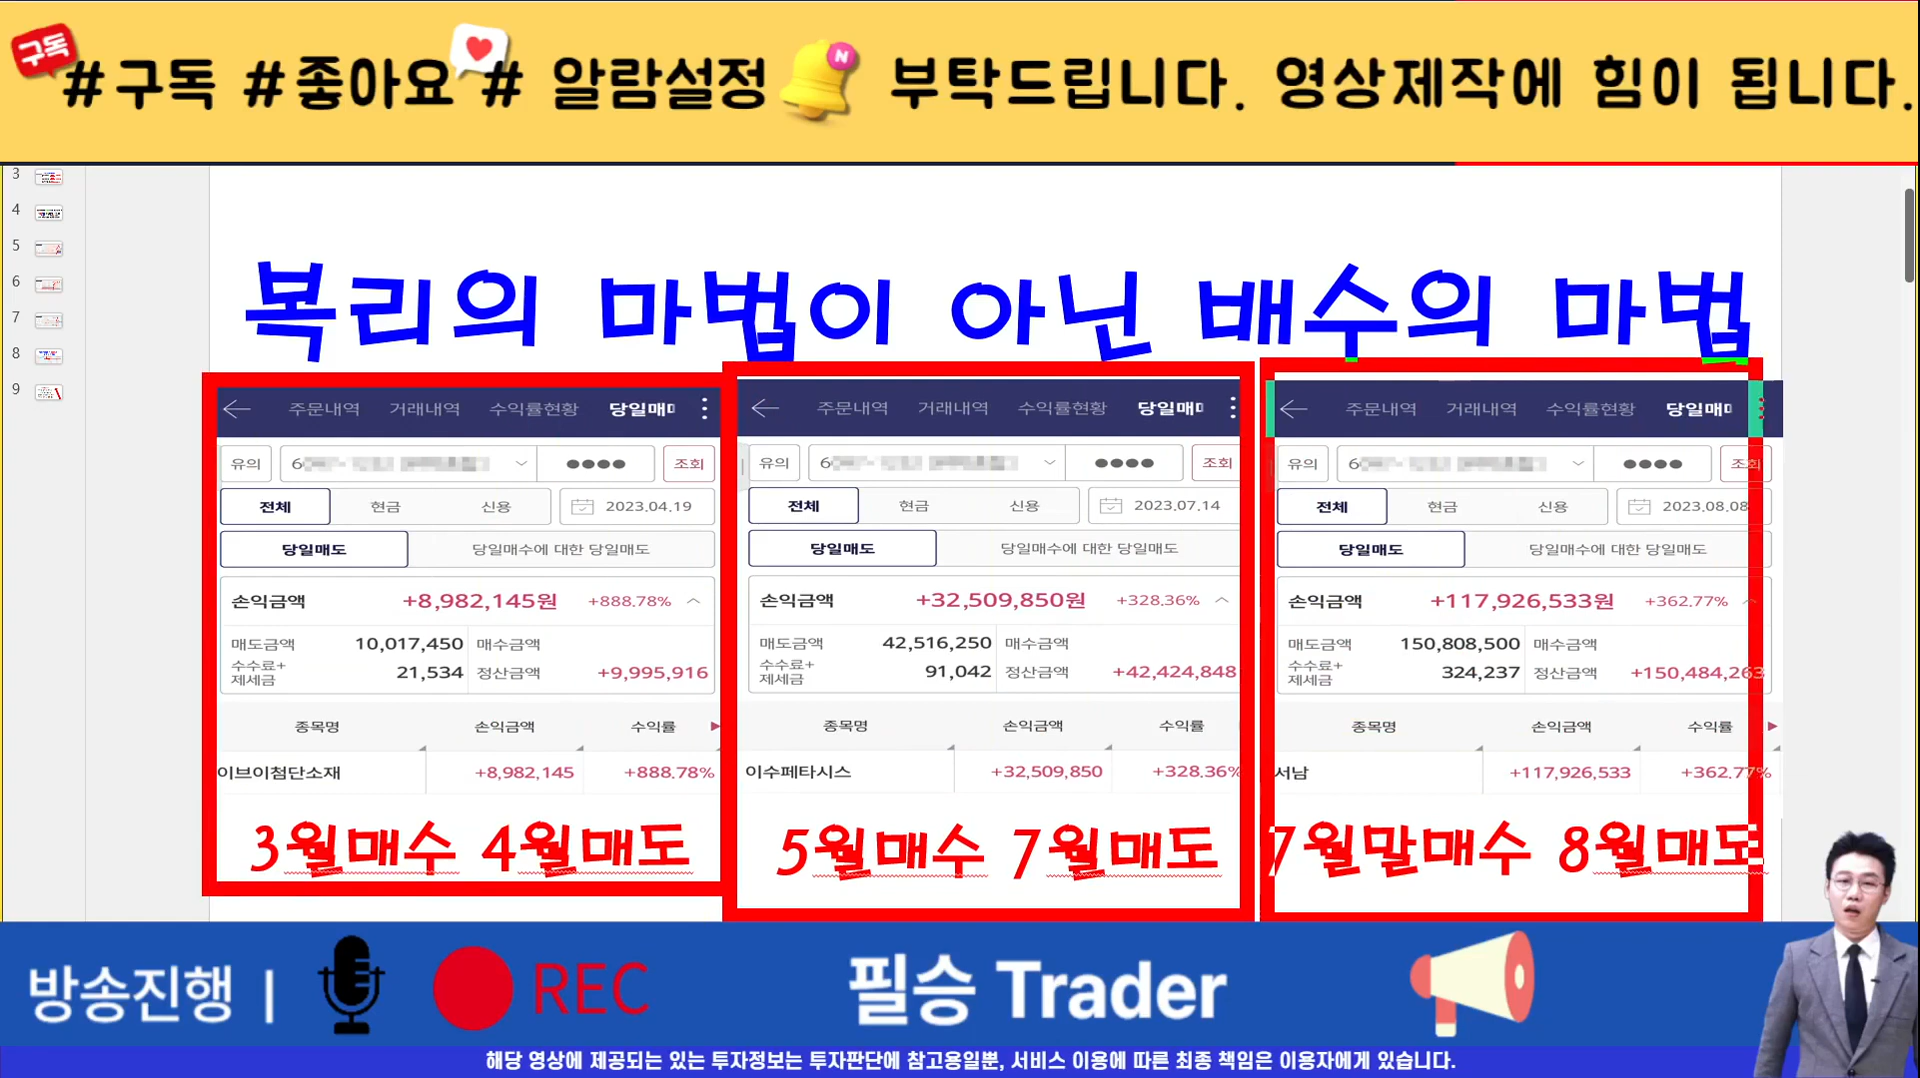 구독 #구독 #좋아요 # 알람설정 N 부탁드립니다. 영상제작에 힘이 됩니다.
3
4
5
6
7
8
9
복리의 마법이 아닌 배수의 마법
주문내역 거래내역 수익률현황 당일매매
유의 6 ●●●● 조회
전체 현금 신용 2023.04.19
당일매도 당일매수에 대한 당일매도
손익금액 +8,982,145원 +888.78%
매도금액 10,017,450 매수금액
수수료+제세금 21,534 정산금액 +9,995,916
종목명 손익금액 수익률
이브이첨단소재 +8,982,145 +888.78%
3월매수 4월매도
주문내역 거래내역 수익률현황 당일매매
유의 6 ●●●● 조회
전체 현금 신용 2023.07.14
당일매도 당일매수에 대한 당일매도
손익금액 +32,509,850원 +328.36%
매도금액 42,516,250 매수금액
수수료+제세금 91,042 정산금액 +42,424,848
종목명 손익금액 수익률
이수페타시스 +32,509,850 +328.36%
5월매수 7월매도
주문내역 거래내역 수익률현황 당일매매
유의 6 ●●●● 조회
전체 현금 신용 2023.08.08
당일매도 당일매수에 대한 당일매도
손익금액 +117,926,533원 +362.77%
매도금액 150,808,500 매수금액
수수료+제세금 324,237 정산금액 +150,484,263
종목명 손익금액 수익률
서남 +117,926,533 +362.77%
7월말매수 8월매도
방송진행 | REC 필승 Trader
해당 영상에 제공되는 있는 투자정보는 투자판단에 참고용일뿐, 서비스 이용에 따른 최종 책임은 이용자에게 있습니다.